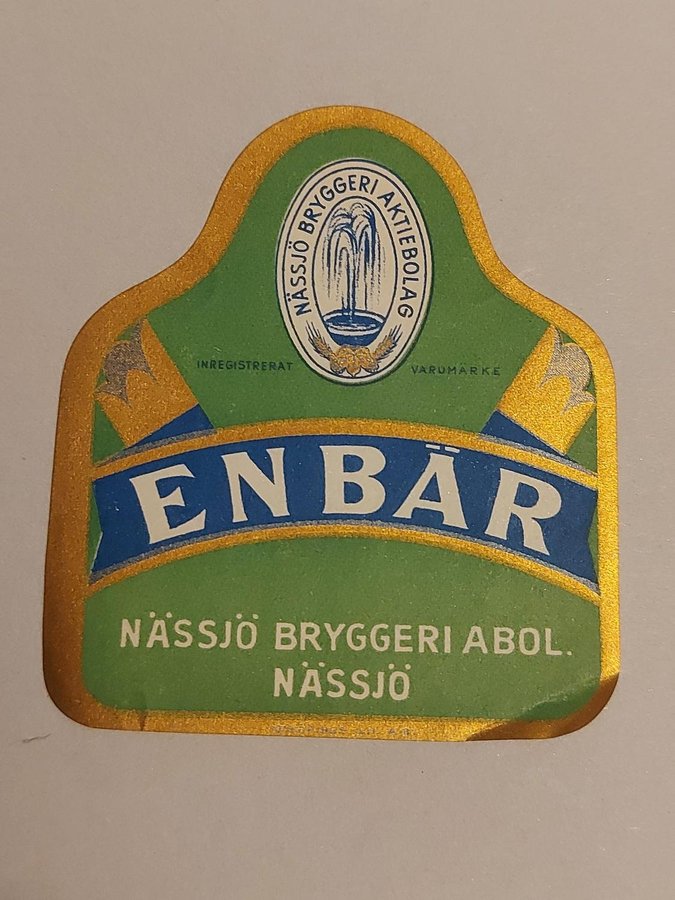 NÄSSJÖ BRYGGERI AKTIEBOLAG
INREGISTRERAT VARUMÄRKE
ENBÄR
NÄSSJÖ BRYGGERI ABOL.
NÄSSJÖ